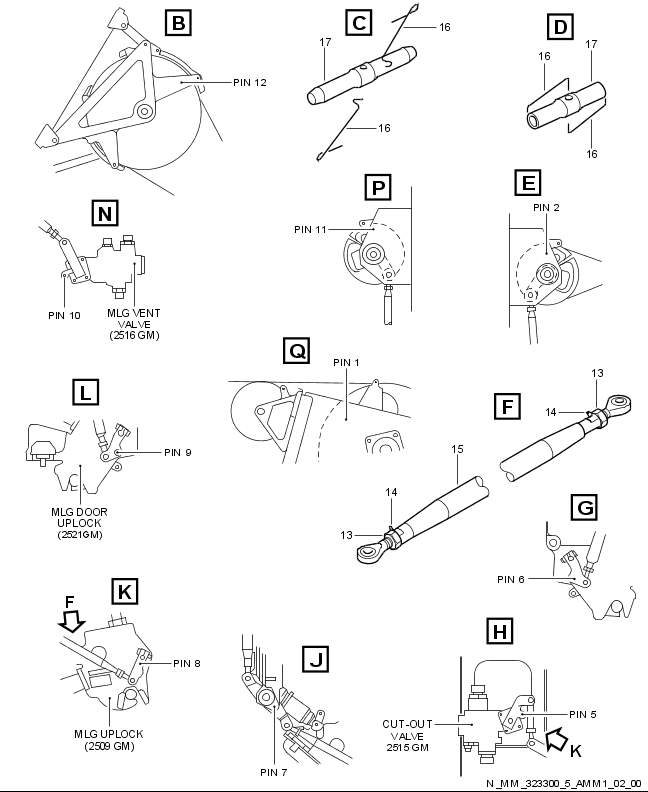 B
C
D
PIN 12
17
16
16
16
17
16
N
P
E
PIN 11
PIN 2
PIN 10
MLG VENT
VALVE
(2516 GM)
Q
PIN 1
L
PIN 9
MLG DOOR
UPLOCK
(2521GM)
F
13
14
15
14
13
G
PIN 6
K
F
PIN 8
MLG UPLOCK
(2509 GM)
J
PIN 7
H
CUT-OUT
VALVE
2515 GM
PIN 5
K
N_MM_323300_5_AMM1_02_00